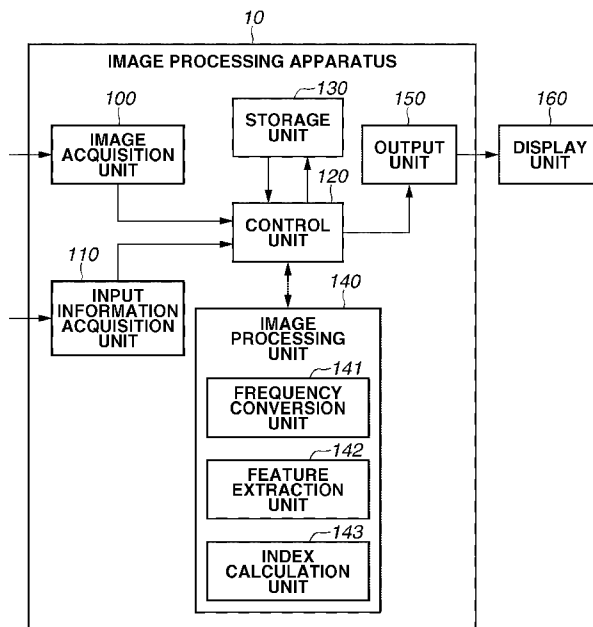 10
IMAGE PROCESSING APPARATUS
100
IMAGE
ACQUISITION
UNIT
130
STORAGE
UNIT
150
OUTPUT
UNIT
160
DISPLAY
UNIT
120
CONTROL
UNIT
110
INPUT
INFORMATION
ACQUISITION
UNIT
140
IMAGE
PROCESSING
UNIT
141
FREQUENCY
CONVERSION
UNIT
142
FEATURE
EXTRACTION
UNIT
143
INDEX
CALCULATION
UNIT